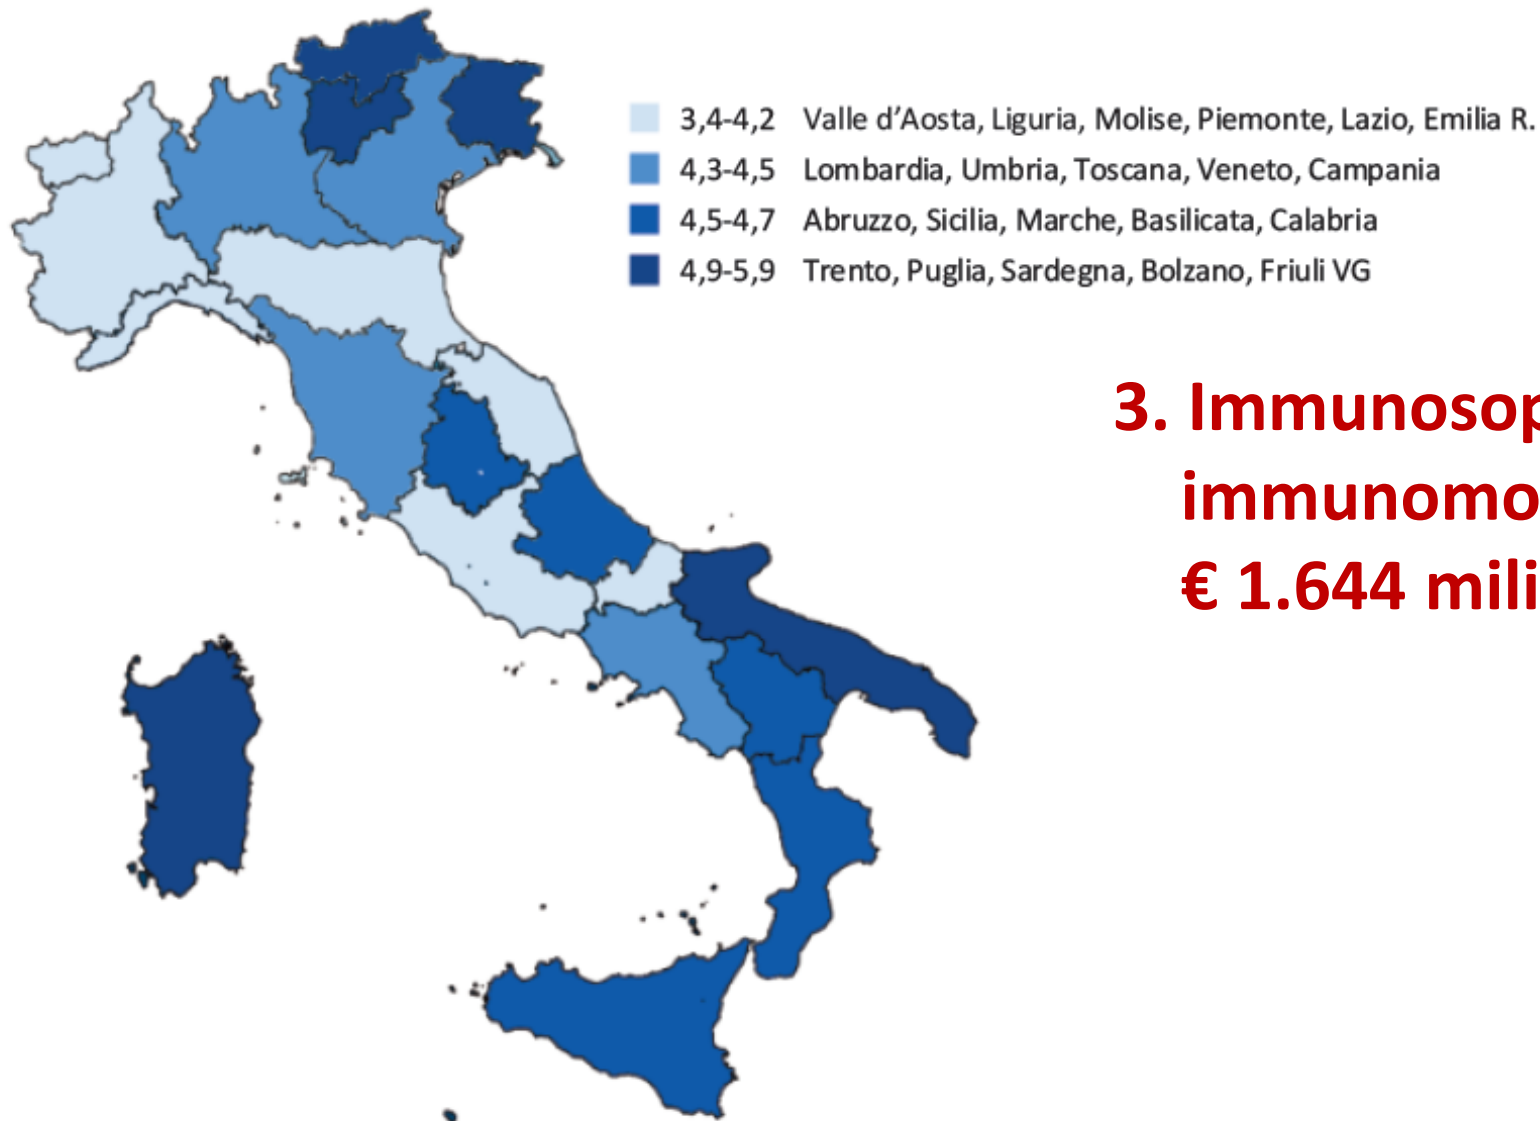 3,4-4,2 Valle d'Aosta, Liguria, Molise, Piemonte, Lazio, Emilia R.
4,3-4,5 Lombardia, Umbria, Toscana, Veneto, Campania
4,5-4,7 Abruzzo, Sicilia, Marche, Basilicata, Calabria
4,9-5,9 Trento, Puglia, Sardegna, Bolzano, Friuli VG
3. Immunosop
immunomo
€ 1.644 mili